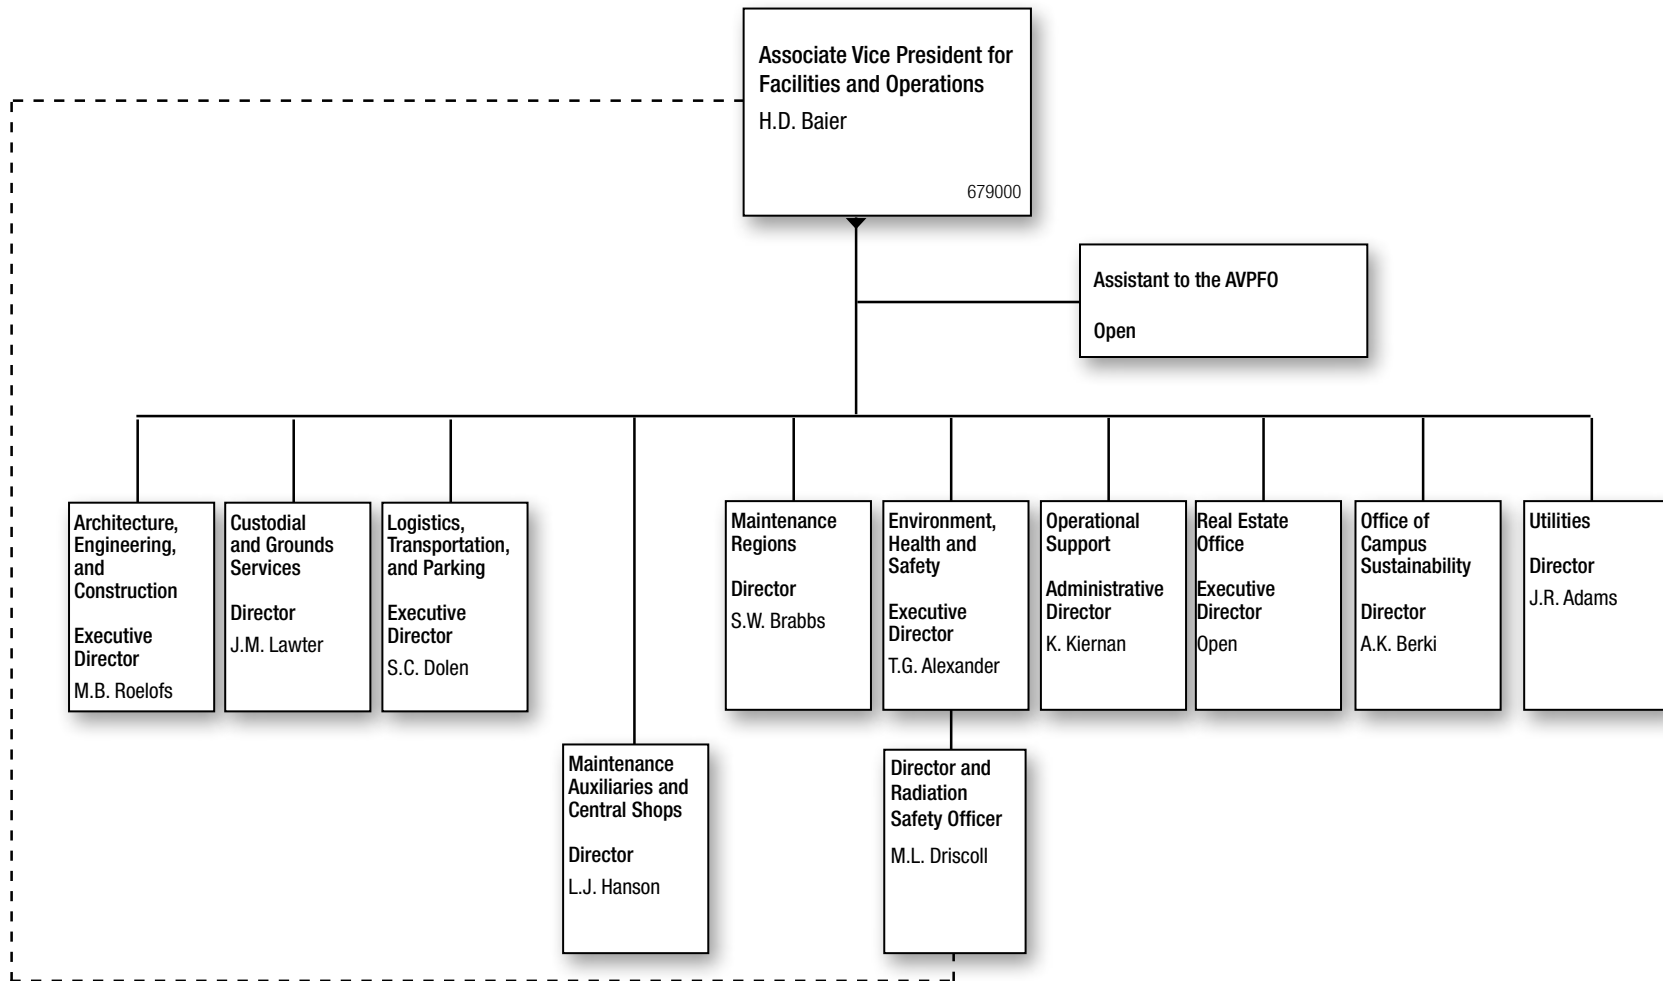 Associate Vice President for
Facilities and Operations
H.D. Baier
679000
Assistant to the AVPFO
Open
Architecture,
Engineering,
and
Construction
Executive
Director
M.B. Roelofs
Custodial
and Grounds
Services
Director
J.M. Lawter
Logistics,
Transportation,
and Parking
Executive
Director
S.C. Dolen
Maintenance
Regions
Director
S.W. Brabbs
Environment,
Health and
Safety
Executive
Director
T.G. Alexander
Operational
Support
Administrative
Director
K. Kiernan
Real Estate
Office
Executive
Director
Open
Office of
Campus
Sustainability
Director
A.K. Berki
Utilities
Director
J.R. Adams
Maintenance
Auxiliaries and
Central Shops
Director
L.J. Hanson
Director and
Radiation
Safety Officer
M.L. Driscoll